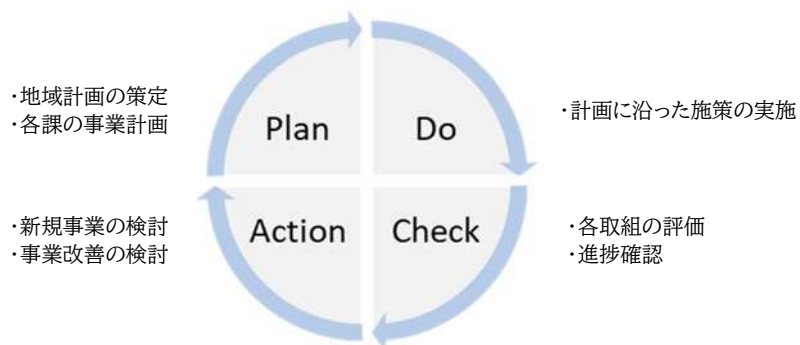 ・地域計画の策定
・各課の事業計画
Plan
Do
・計画に沿った施策の実施
・新規事業の検討
・事業改善の検討
Action
Check
・各取組の評価
・進捗確認